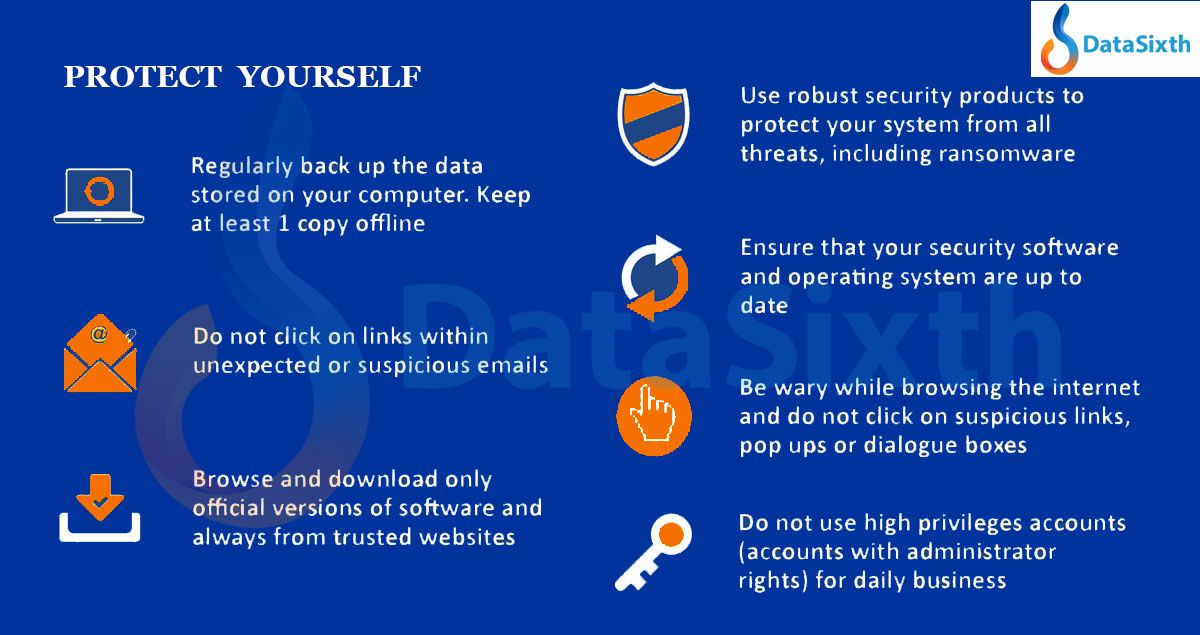 DataSixth
PROTECT YOURSELF
Regularly back up the data
stored on your computer. Keep
at least 1 copy offline
@
Do not click on links within
unexpected or suspicious emails
Browse and download only
official versions of software and
always from trusted websites
Use robust security products to
protect your system from all
threats, including ransomware
Ensure that your security software
and operating system are up to
date
Be wary while browsing the internet
and do not click on suspicious links,
pop ups or dialogue boxes
Do not use high privileges accounts
(accounts with administrator
rights) for daily business
DataSixth